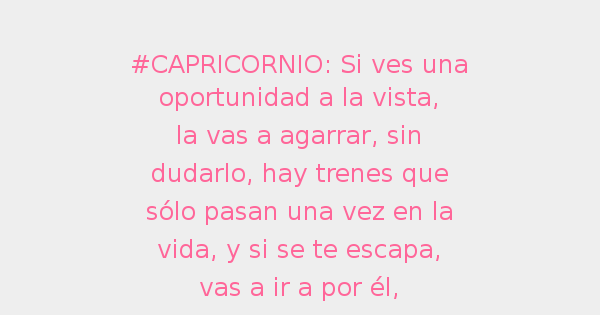 #CAPRICORNIO: Si ves una
oportunidad a la vista,
la vas a agarrar, sin
dudarlo, hay trenes que
sólo pasan una vez en la
vida, y si se te escapa,
vas a ir a por él,